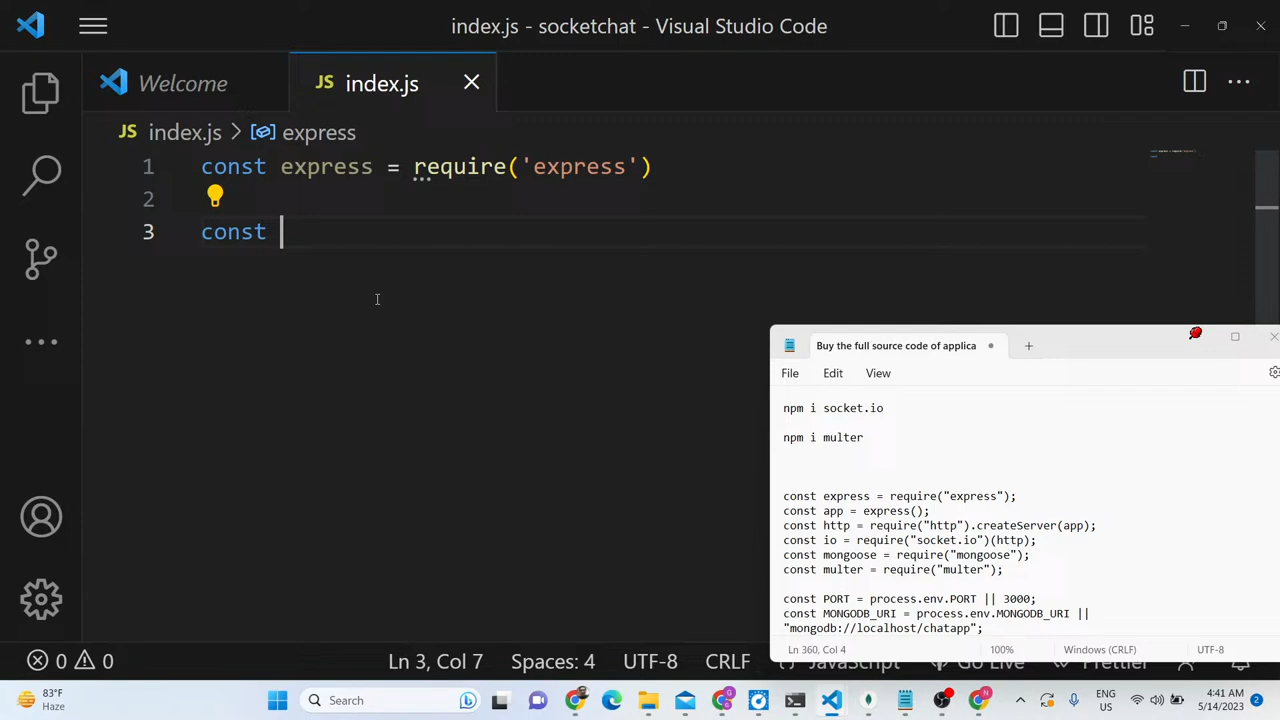 index.js - socketchat - Visual Studio Code
Welcome
JS index.js
JS index.js > express
1 const express = require('express')
2
3 const
Buy the full source code of applica
File Edit View
npm i socket.io
npm i multer
const express = require("express");
const app = express();
const http = require("http").createServer(app);
const io = require("socket.io")(http);
const mongoose = require("mongoose");
const multer = require("multer");
const PORT = process.env.PORT || 3000;
const MONGODB_URI = process.env.MONGODB_URI ||
"mongodb://localhost/chatapp";
Ln 360, Col 4 100% Windows (CRLF) UTF-8
0 0 Ln 3, Col 7 Spaces: 4 UTF-8 CRLF {} JavaScript Go Live Prettier
83°F
Haze
Search
ENG
US
4:41 AM
5/14/2023
2